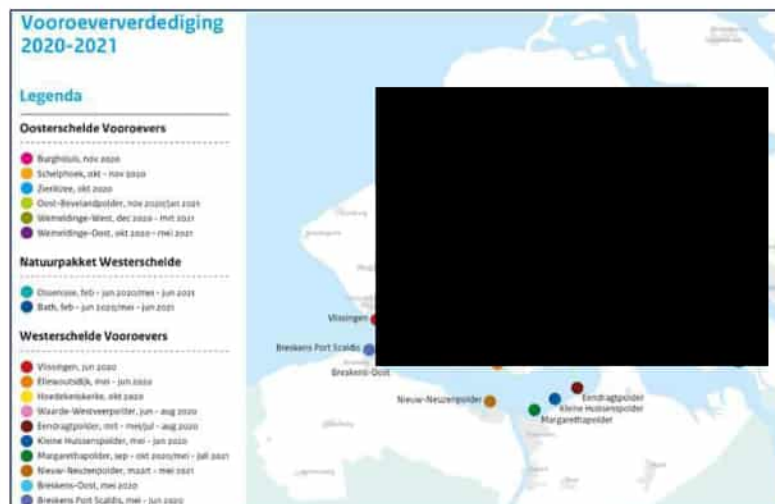 Vooroeververdediging
2020-2021
Legenda
Oosterschelde Vooroevers
Burghsluis, nov 2020
Schelphoek, okt - nov 2020
Zierikzee, okt 2020
Oost-Bevelandpolder, nov 2020/jan 2021
Wemeldinge-West, dec 2020 - mrt 2021
Wemeldinge-Oost, okt 2020 - mei 2021
Natuurpakket Westerschelde
Ossenisse, feb - jun 2020/mei - jun 2021
Bath, feb - jun 2020/mei - jun 2021
Westerschelde Vooroevers
Vlissingen, jun 2020
Ellewoutsdijk, mei - jun 2020
Hoedekenskerke, okt 2020
Waarde-Westveerpolder, jun - aug 2020
Eendragtpolder, mrt - mei/jul - aug 2020
Kleine Huissenspolder, mei - jun 2020
Margarethapolder, sep - okt 2020/mei - juli 2021
Nieuw-Neuzenpolder, maart - mei 2021
Breskens-Oost, mei 2020
Breskens Port Scaldis, mei - jun 2020
Vlissingen
Breskens Port Scaldis
Breskens-Oost
Nieuw-Neuzenpolder
Eendragtpolder
Kleine Huissenspolder
Margarethapolder